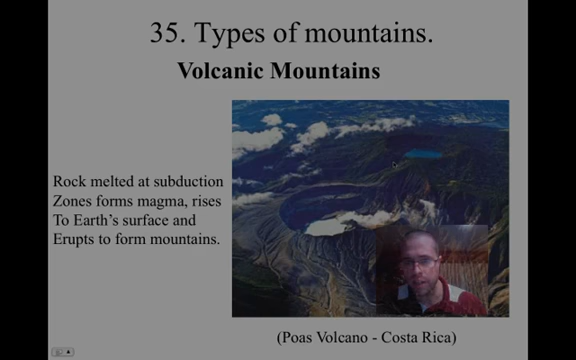 35. Types of mountains.
Volcanic Mountains
Rock melted at subduction
Zones forms magma, rises
To Earth's surface and
Erupts to form mountains.
(Poas Volcano - Costa Rica)